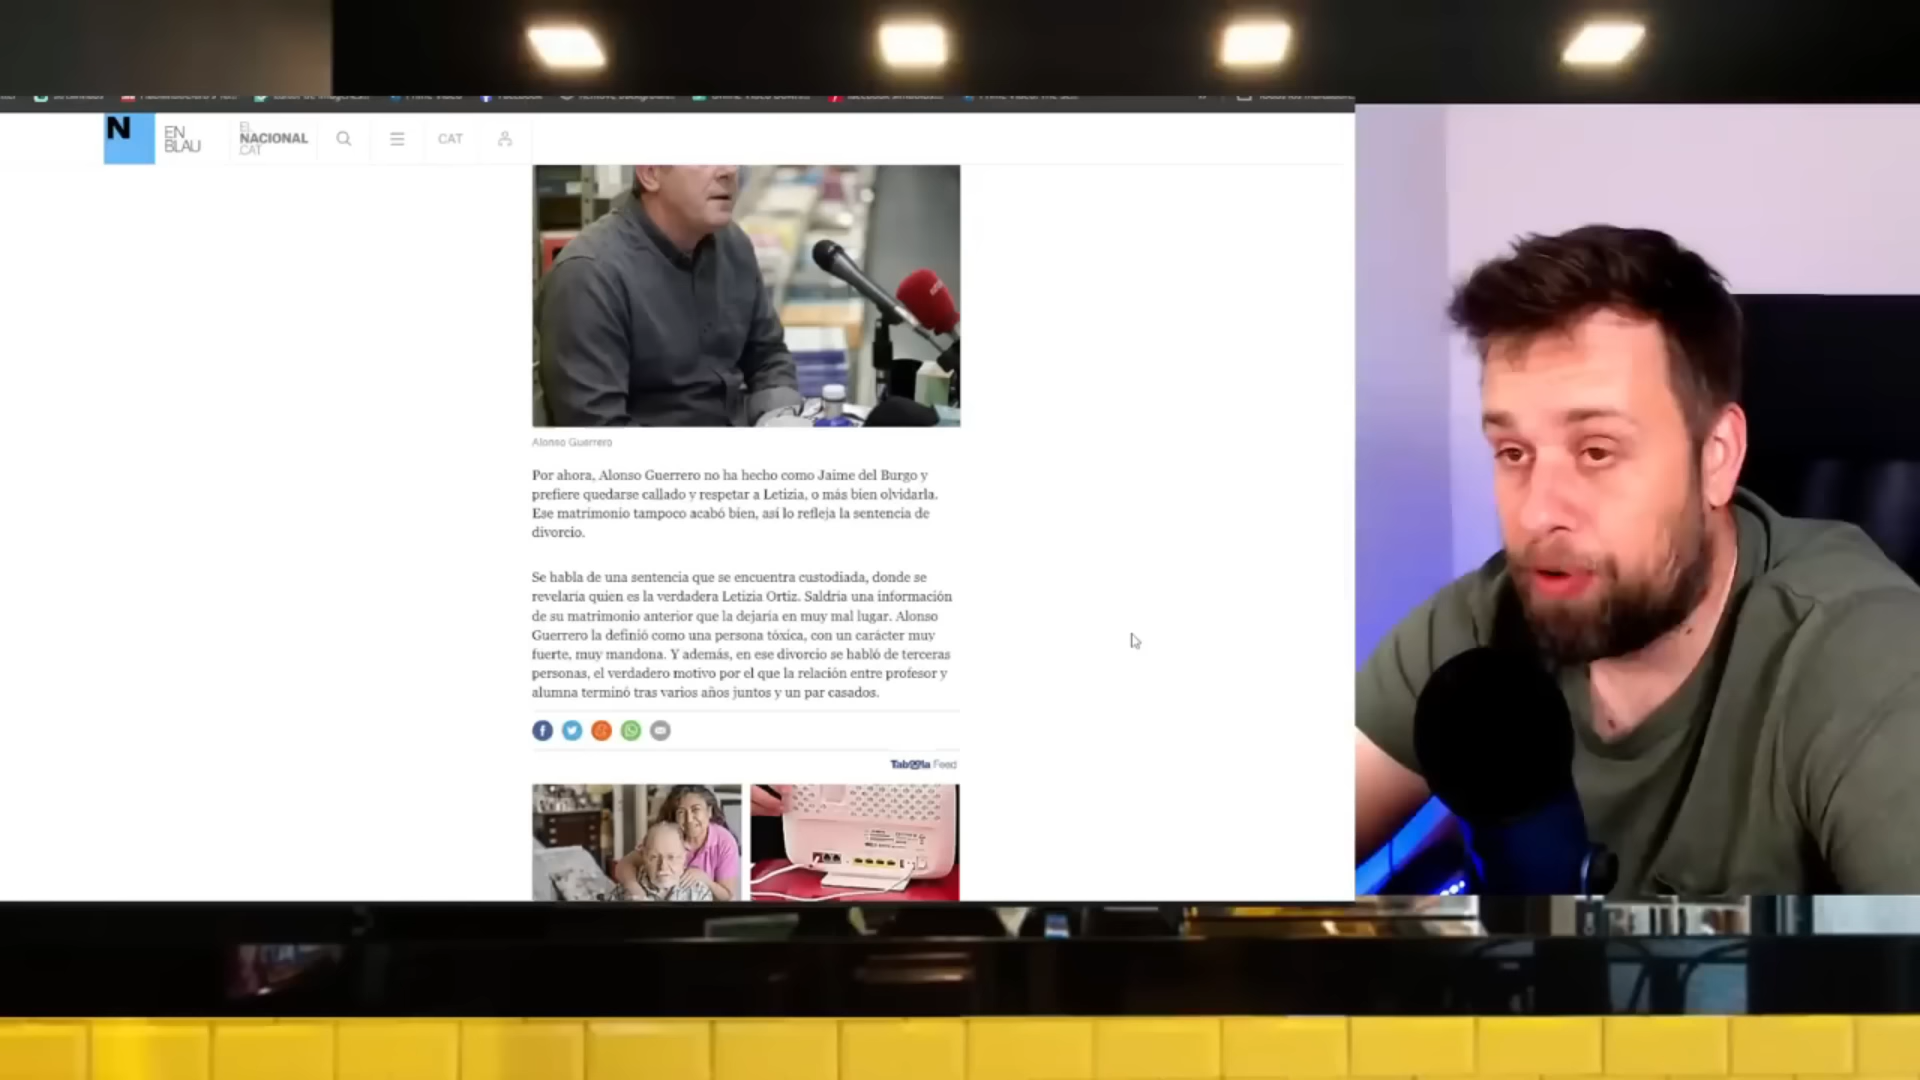 Prime Video
Facebook
N
EN
BLAU
EL
NACIONAL
.CAT
CAT
Alonso Guerrero
Por ahora, Alonso Guerrero no ha hecho como Jaime del Burgo y
prefiere quedarse callado y respetar a Letizia, o más bien olvidarla.
Ese matrimonio tampoco acabó bien, así lo refleja la sentencia de
divorcio.
Se habla de una sentencia que se encuentra custodiada, donde se
revelaría quien es la verdadera Letizia Ortiz. Saldría una información
de su matrimonio anterior que la dejaría en muy mal lugar. Alonso
Guerrero la definió como una persona tóxica, con un carácter muy
fuerte, muy mandona. Y además, en ese divorcio se habló de terceras
personas, el verdadero motivo por el que la relación entre profesor y
alumna terminó tras varios años juntos y un par casados.
Taboola Feed